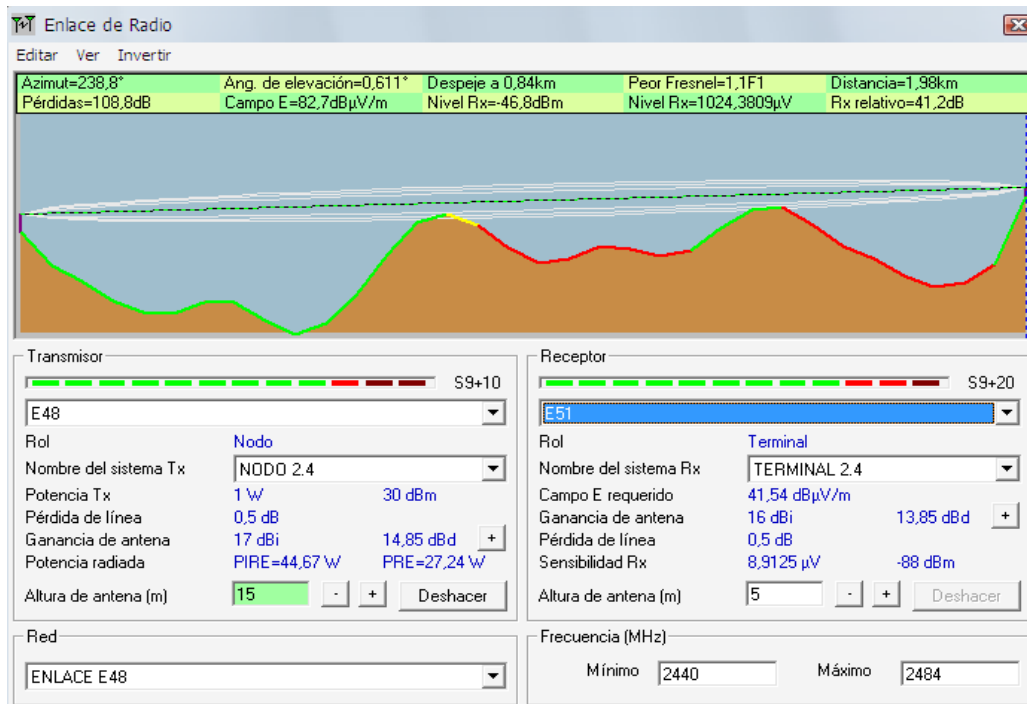 Enlace de Radio
Editar Ver Invertir
Azimut=238,8° Ang. de elevación=0,611° Despeje a 0,84km Peor Fresnel=1,1F1 Distancia=1,98km
Pérdidas=108,8dB Campo E=82,7dBµV/m Nivel Rx=-46,8dBm Nivel Rx=1024,3809µV Rx relativo=41,2dB
Transmisor
S9+10
E48
Rol Nodo
Nombre del sistema Tx NODO 2.4
Potencia Tx 1 W 30 dBm
Pérdida de línea 0,5 dB
Ganancia de antena 17 dBi 14,85 dBd +
Potencia radiada PIRE=44,67 W PRE=27,24 W
Altura de antena (m) 15 - + Deshacer
Receptor
S9+20
E51
Rol Terminal
Nombre del sistema Rx TERMINAL 2.4
Campo E requerido 41,54 dBµV/m
Ganancia de antena 16 dBi 13,85 dBd +
Pérdida de línea 0,5 dB
Sensibilidad Rx 8,9125 µV -88 dBm
Altura de antena (m) 5 - + Deshacer
Red
ENLACE E48
Frecuencia (MHz)
Mínimo 2440 Máximo 2484